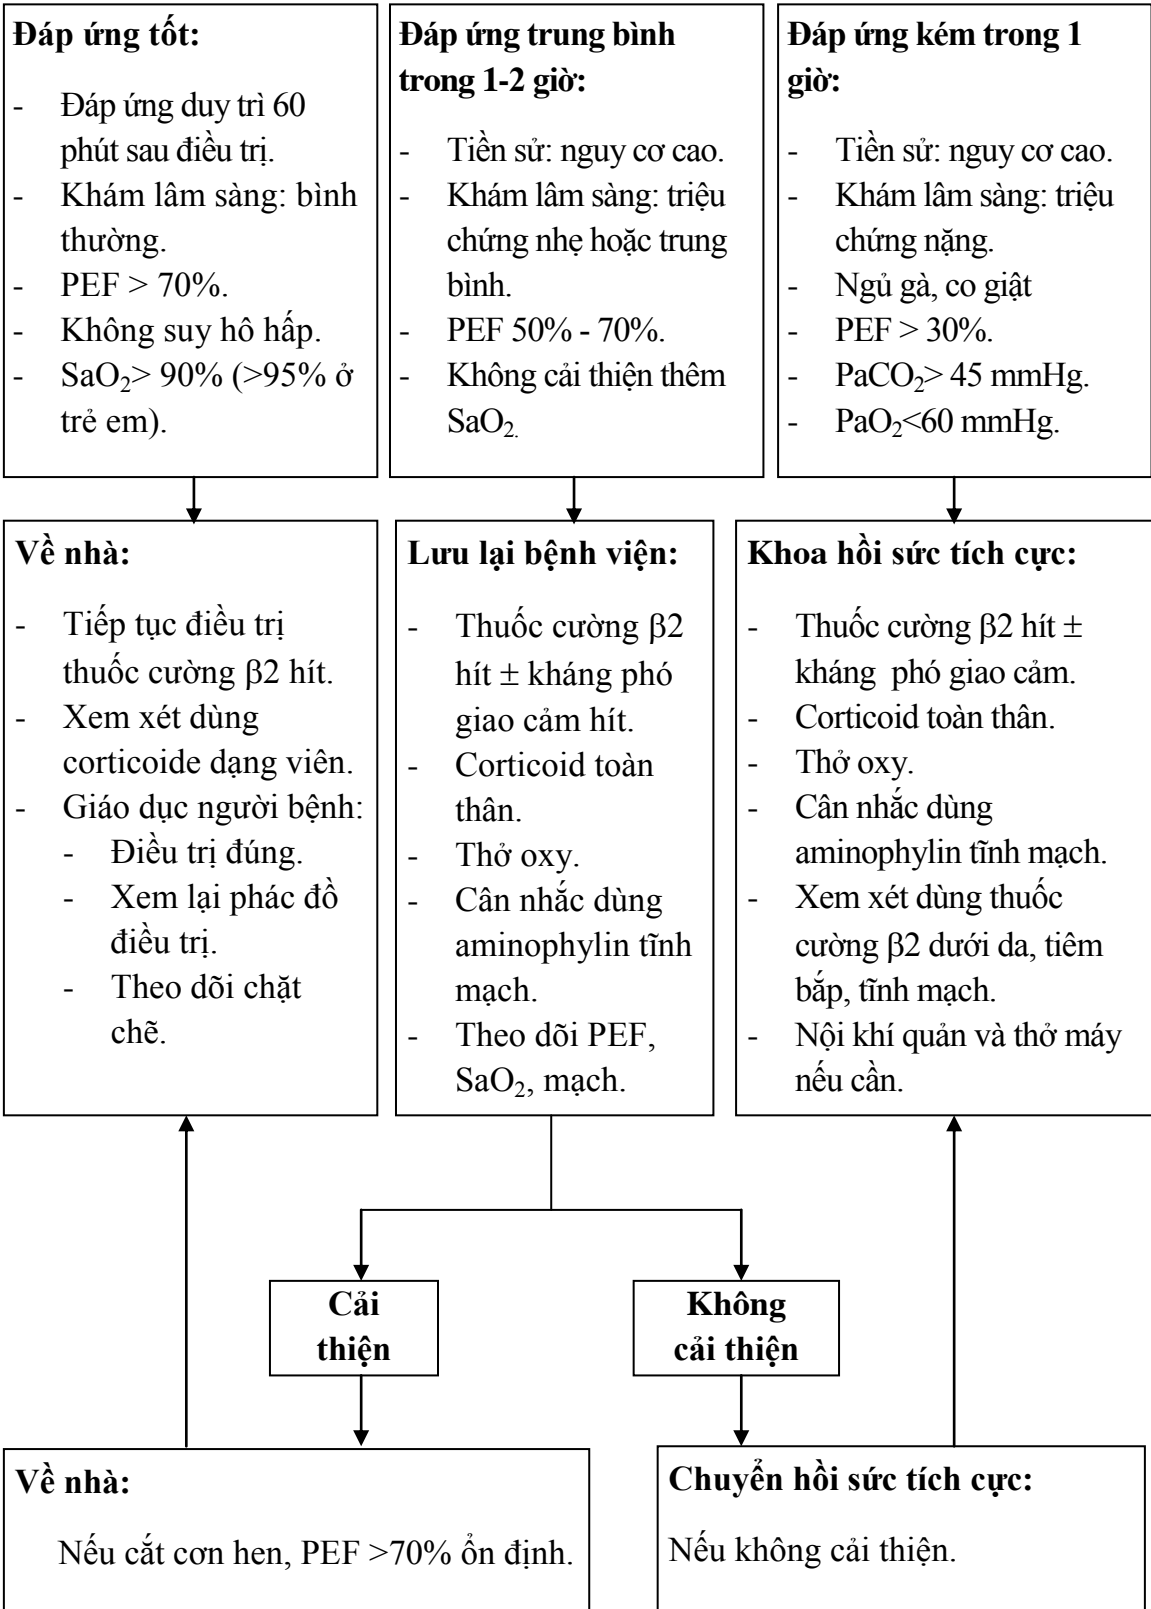 Đáp ứng tốt:
- Đáp ứng duy trì 60
phút sau điều trị.
- Khám lâm sàng: bình
thường.
- PEF > 70%.
- Không suy hô hấp.
- SaO₂> 90% (>95% ở
trẻ em).
Đáp ứng trung bình
trong 1-2 giờ:
- Tiền sử: nguy cơ cao.
- Khám lâm sàng: triệu
chứng nhẹ hoặc trung
bình.
- PEF 50% - 70%.
- Không cải thiện thêm
SaO₂.
Đáp ứng kém trong 1
giờ:
- Tiền sử: nguy cơ cao.
- Khám lâm sàng: triệu
chứng nặng.
- Ngủ gà, co giật
- PEF > 30%.
- PaCO₂> 45 mmHg.
- PaO₂<60 mmHg.
Về nhà:
- Tiếp tục điều trị
thuốc cường β2 hít.
- Xem xét dùng
corticoide dạng viên.
- Giáo dục người bệnh:
- Điều trị đúng.
- Xem lại phác đồ
điều trị.
- Theo dõi chặt
chẽ.
Lưu lại bệnh viện:
- Thuốc cường β2
hít ± kháng phó
giao cảm hít.
- Corticoid toàn
thân.
- Thở oxy.
- Cân nhắc dùng
aminophylin tĩnh
mạch.
- Theo dõi PEF,
SaO₂, mạch.
Khoa hồi sức tích cực:
- Thuốc cường β2 hít ±
kháng phó giao cảm.
- Corticoid toàn thân.
- Thở oxy.
- Cân nhắc dùng
aminophylin tĩnh mạch.
- Xem xét dùng thuốc
cường β2 dưới da, tiêm
bắp, tĩnh mạch.
- Nội khí quản và thở máy
nếu cần.
Cải
thiện
Không
cải thiện
Về nhà:
Nếu cắt cơn hen, PEF >70% ổn định.
Chuyển hồi sức tích cực:
Nếu không cải thiện.